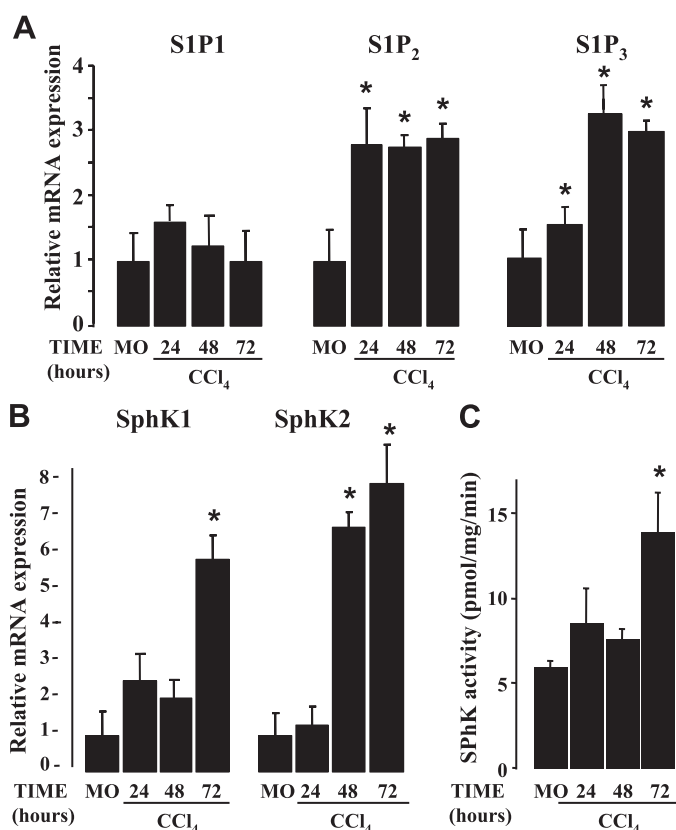 A
S1P1 S1P₂ S1P₃
Relative mRNA expression
4
3
2
1
0
* * * * * *
TIME MO 24 48 72 MO 24 48 72 MO 24 48 72
(hours) CCl₄ CCl₄ CCl₄
B
SphK1 SphK2
Relative mRNA expression
8-
7-
6-
5-
4-
3-
2-
1-
0-
* * *
TIME MO 24 48 72 MO 24 48 72
(hours) CCl₄ CCl₄
C
SPhK activity (pmol/mg/min)
15
10
5
0
*
TIME MO 24 48 72
(hours) CCl₄